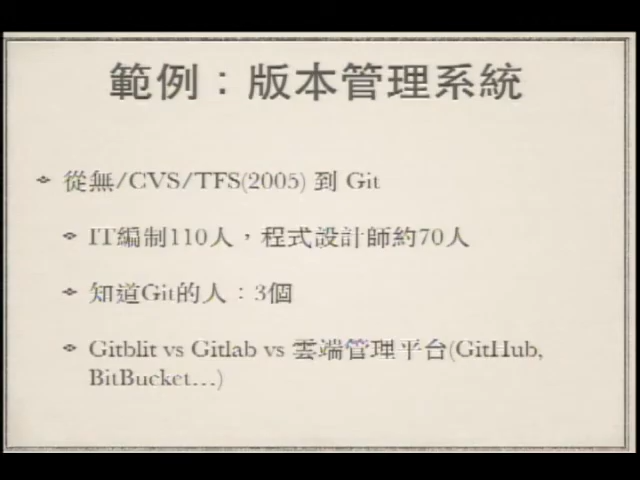 範例：版本管理系統
從無/CVS/TFS(2005) 到 Git
IT編制110人，程式設計師約70人
知道Git的人：3個
Gitblit vs Gitlab vs 雲端管理平台(GitHub,
BitBucket…)